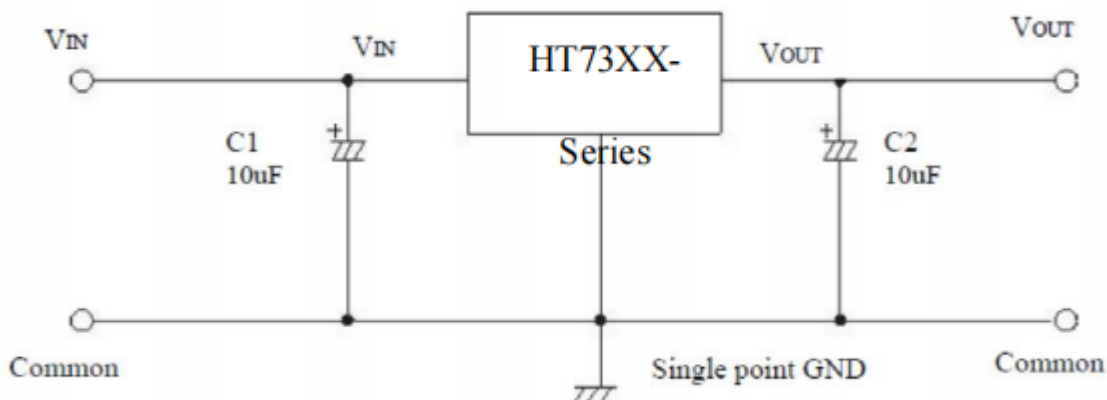 VIN
VIN
HT73XX-
Series
VOUT
VOUT
+
C1
10uF
+
C2
10uF
Common
Single point GND
Common